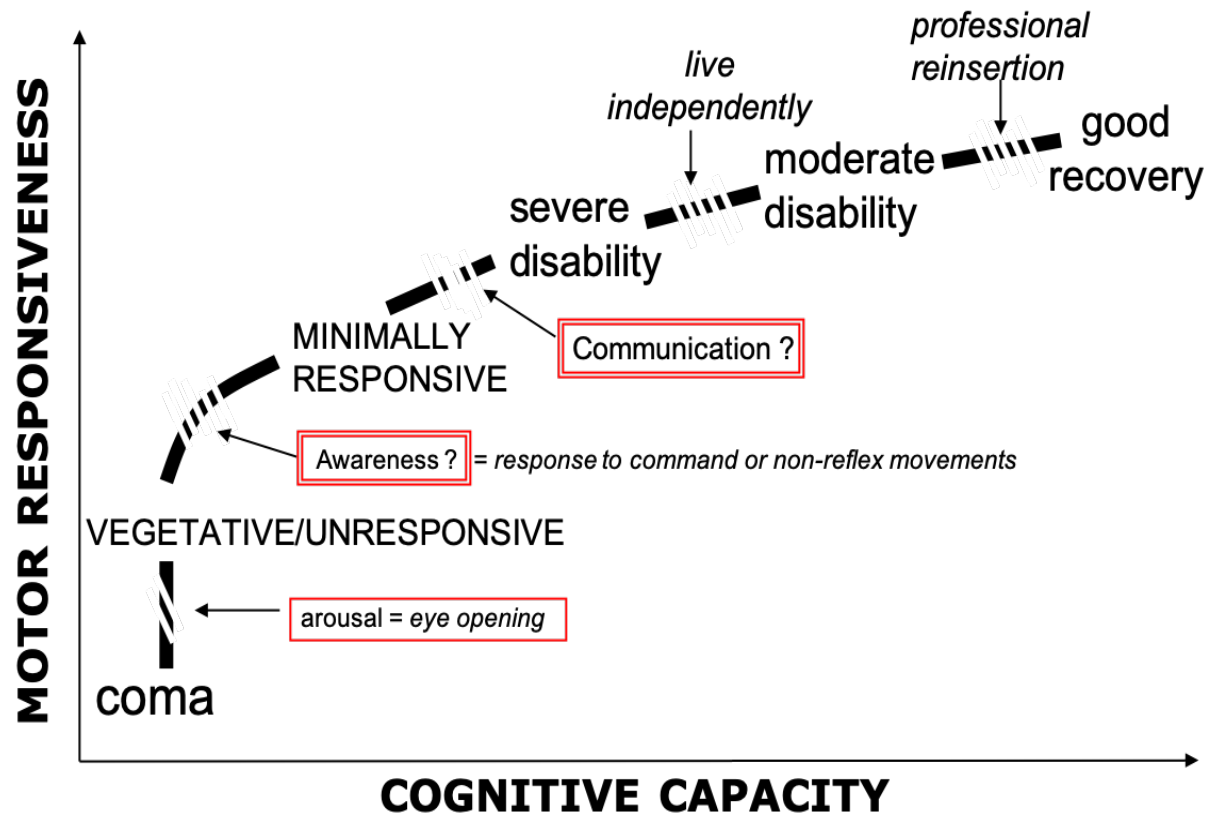 MOTOR RESPONSIVENESS
professional
reinsertion
live
independently
good
recovery
moderate
disability
severe
disability
Communication ?
MINIMALLY
RESPONSIVE
Awareness ? = response to command or non-reflex movements
VEGETATIVE/UNRESPONSIVE
arousal = eye opening
coma
COGNITIVE CAPACITY